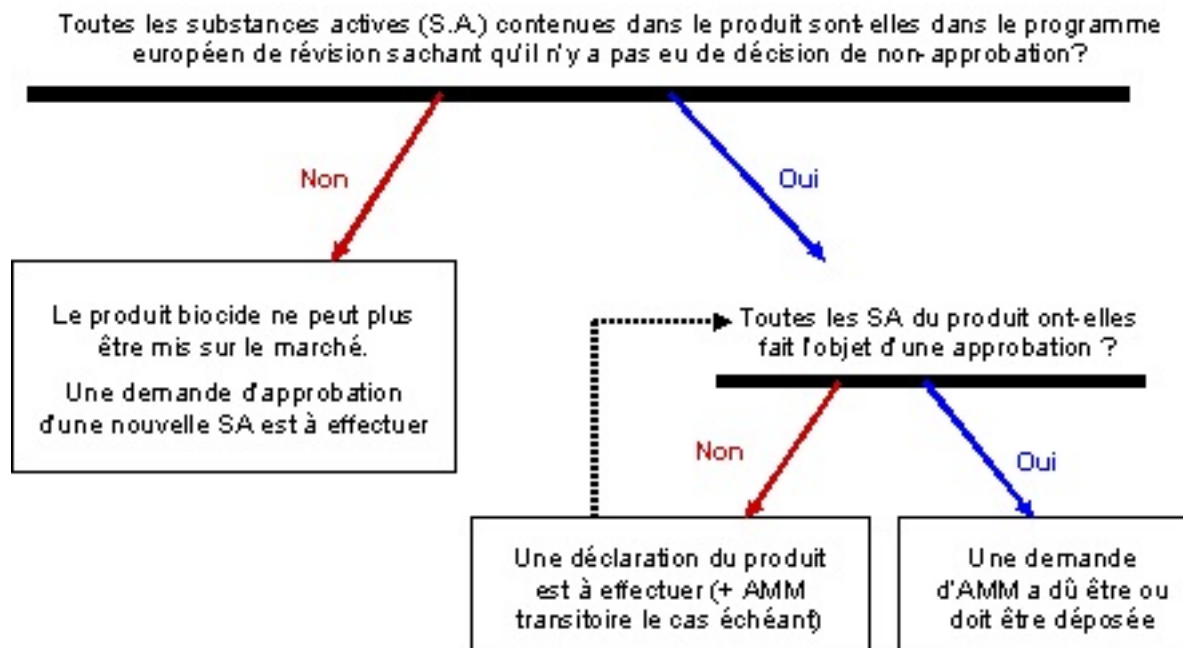 Toutes les substances actives (S.A.) contenues dans le produit sont-elles dans le programme
européen de révision sachant qu'il n'y a pas eu de décision de non-approbation?
Non
Oui
Le produit biocide ne peut plus
être mis sur le marché.
Une demande d'approbation
d'une nouvelle SA est à effectuer
Toutes les SA du produit ont-elles
fait l'objet d'une approbation ?
Non
Oui
Une déclaration du produit
est à effectuer (+ AMM
transitoire le cas échéant)
Une demande
d'AMM a dû être ou
doit être déposée